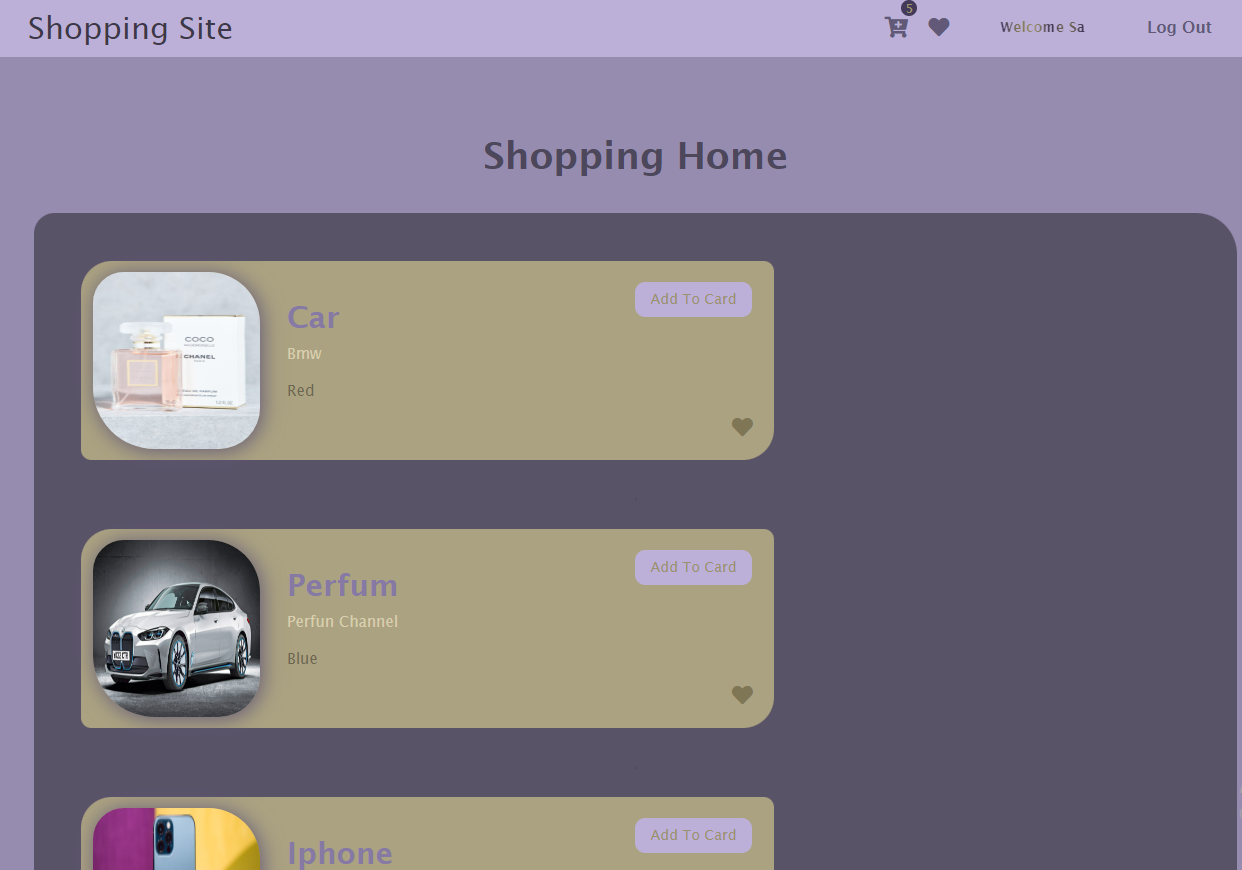 Shopping Site
5
Welcome Sa
Log Out
Shopping Home
COCO
CHANEL
Car
Bmw
Red
Add To Card
Perfum
Perfun Channel
Blue
Add To Card
Iphone
Add To Card